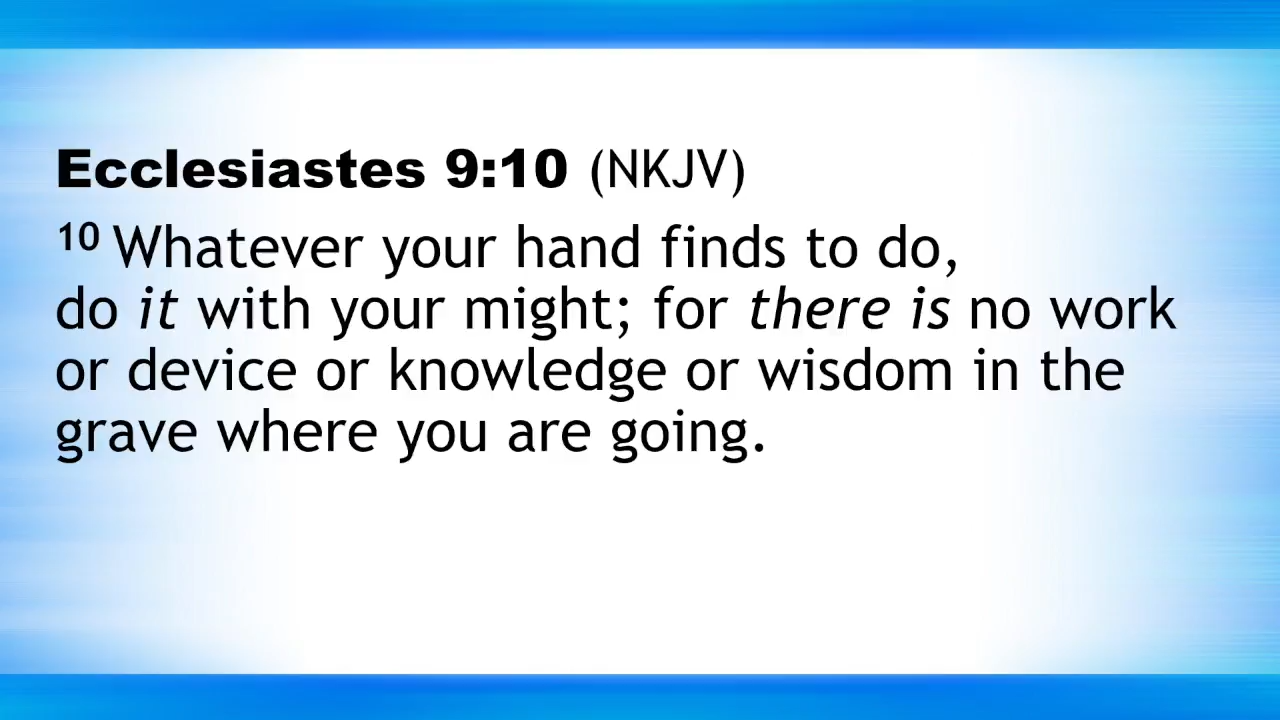 Ecclesiastes 9:10 (NKJV)
10 Whatever your hand finds to do,
do it with your might; for there is no work
or device or knowledge or wisdom in the
grave where you are going.